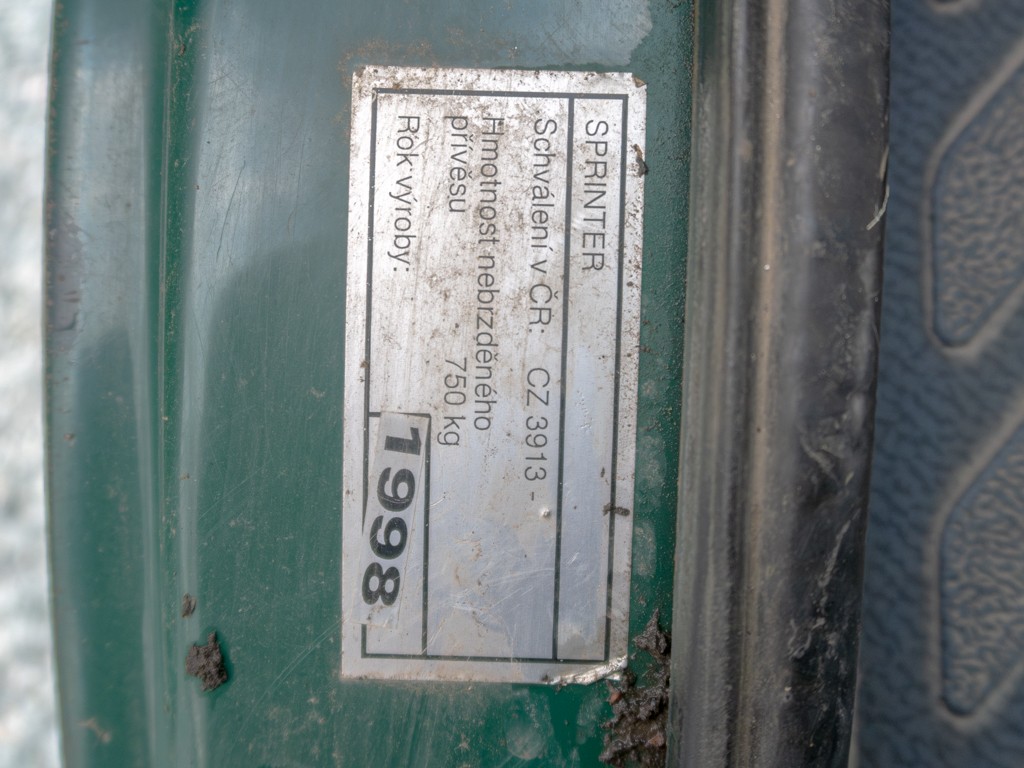 SPRINTER
Schválení v ČR: CZ 3913 -
Hmotnost nebrzděného
přívěsu 750 kg
Rok výroby: 1998